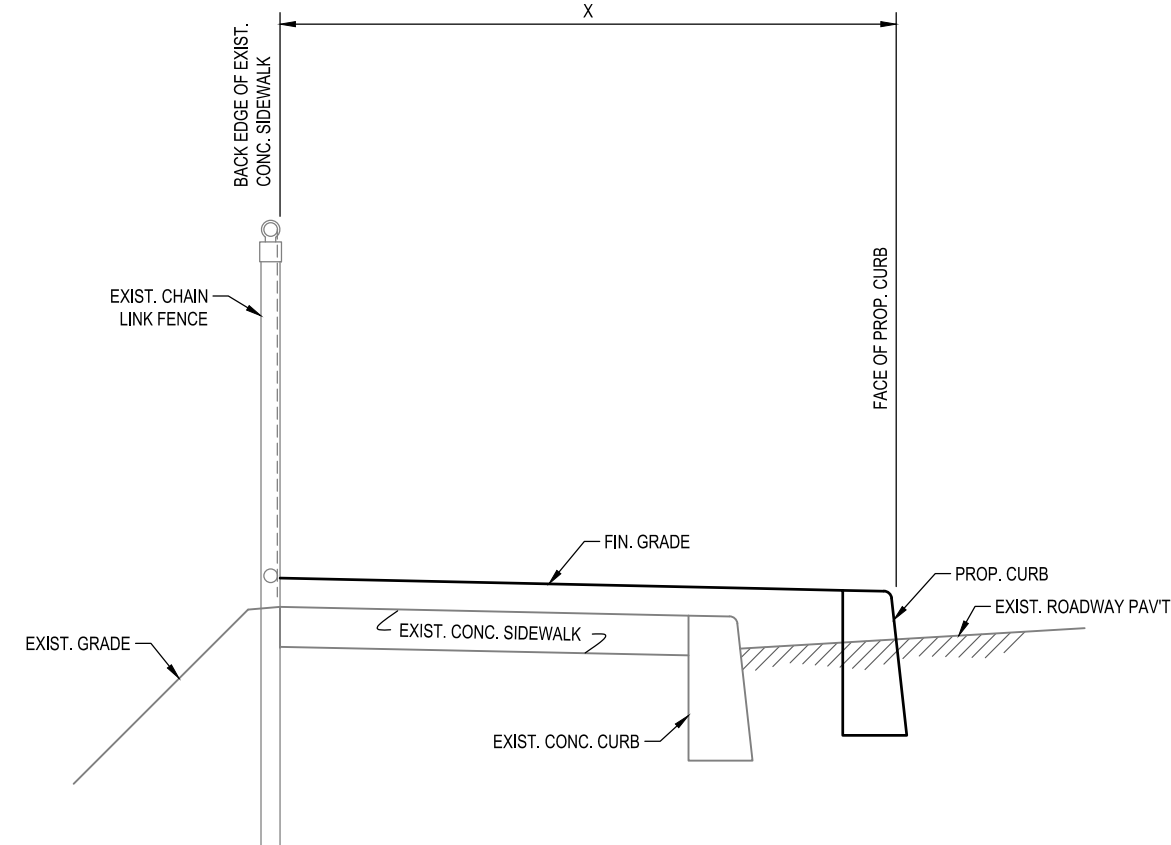 X
BACK EDGE OF EXIST.
CONC. SIDEWALK
EXIST. CHAIN
LINK FENCE
FACE OF PROP. CURB
FIN. GRADE
PROP. CURB
EXIST. ROADWAY PAV'T
EXIST. CONC. SIDEWALK
EXIST. GRADE
EXIST. CONC. CURB